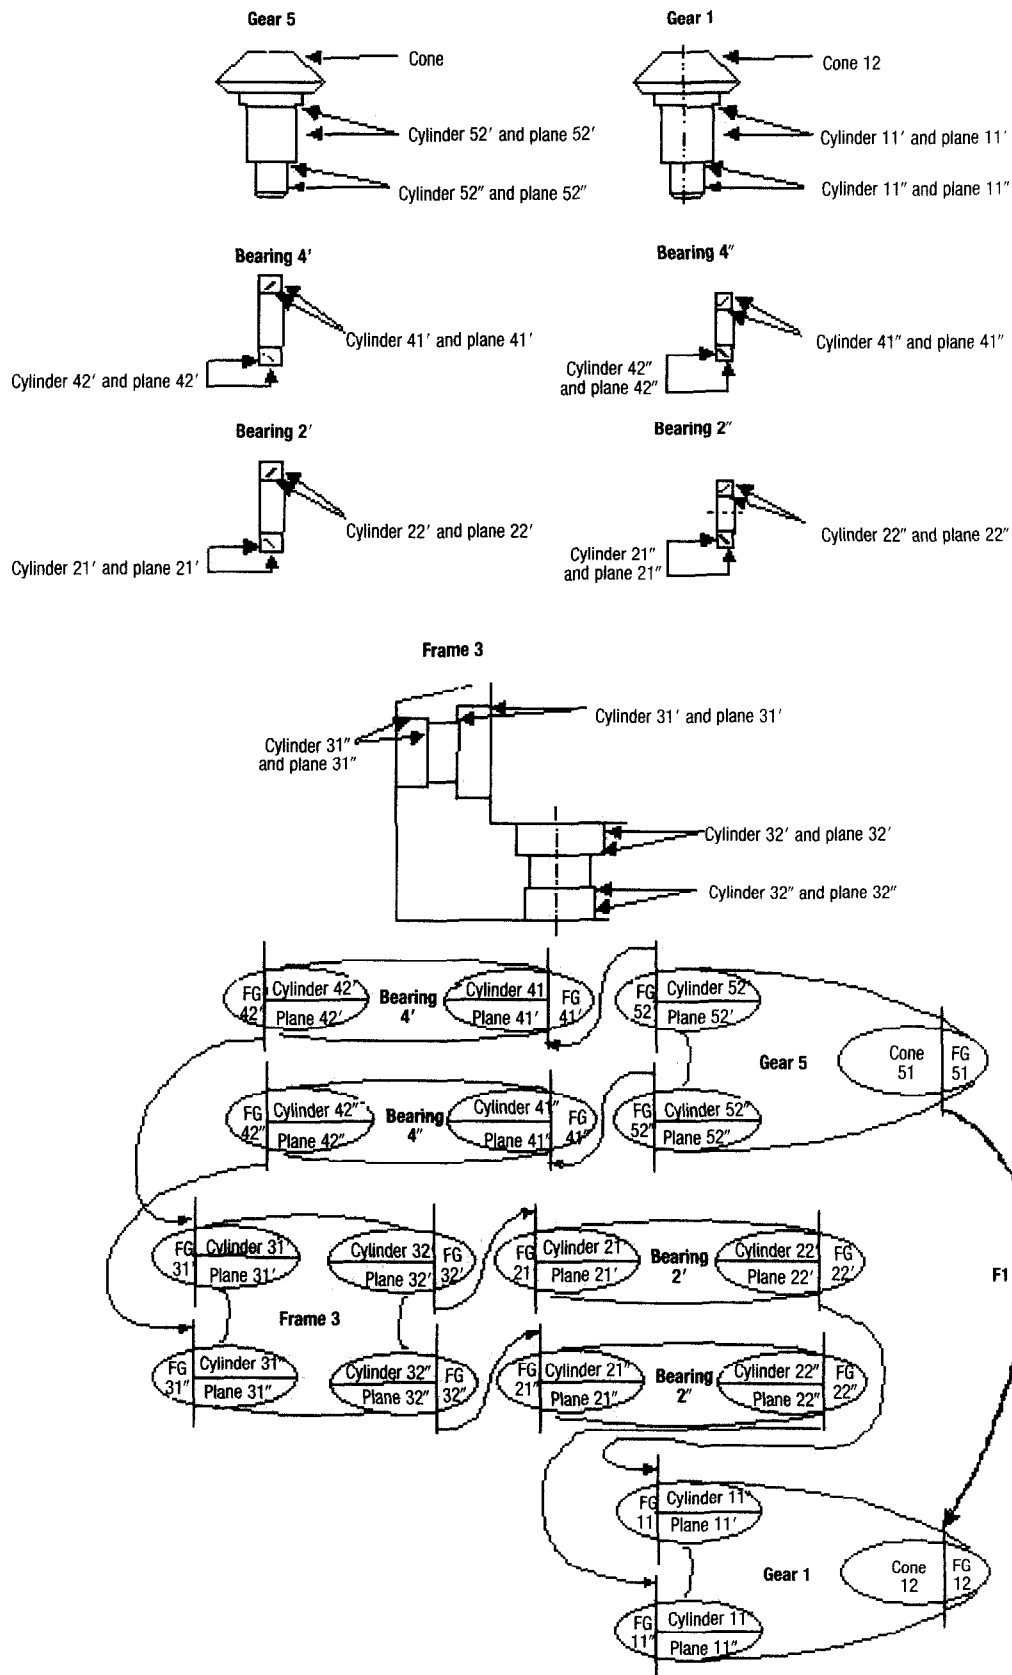 Gear 5
Gear 1
Cone
Cone 12
Cylinder 52′ and plane 52′
Cylinder 11′ and plane 11′
Cylinder 52″ and plane 52″
Cylinder 11″ and plane 11″
Bearing 4′
Bearing 4″
Cylinder 41′ and plane 41′
Cylinder 41″ and plane 41″
Cylinder 42′ and plane 42′
Cylinder 42″
and plane 42″
Bearing 2′
Bearing 2″
Cylinder 22′ and plane 22′
Cylinder 22″ and plane 22″
Cylinder 21′ and plane 21′
Cylinder 21″
and plane 21″
Frame 3
Cylinder 31′ and plane 31′
Cylinder 31″
and plane 31″
Cylinder 32′ and plane 32′
Cylinder 32″ and plane 32″
FG
42′
Cylinder 42′
Plane 42′
Bearing
4′
Cylinder 41
Plane 41′
FG
41′
FG
52′
Cylinder 52′
Plane 52′
Gear 5
Cone
51
FG
51
FG
42″
Cylinder 42″
Plane 42″
Bearing
4″
Cylinder 41″
Plane 41″
FG
41″
FG
52″
Cylinder 52″
Plane 52″
FG
31′
Cylinder 31
Plane 31′
Cylinder 32
Plane 32′
FG
32′
FG
21
Cylinder 21
Plane 21′
Bearing
2′
Cylinder 22′
Plane 22′
FG
22′
F1
Frame 3
FG
31″
Cylinder 31″
Plane 31″
Cylinder 32″
Plane 32″
FG
32″
FG
21″
Cylinder 21″
Plane 21″
Bearing
2″
Cylinder 22″
Plane 22″
FG
22″
FG
11
Cylinder 11″
Plane 11′
Gear 1
Cone
12
FG
12
FG
11″
Cylinder 11
Plane 11″